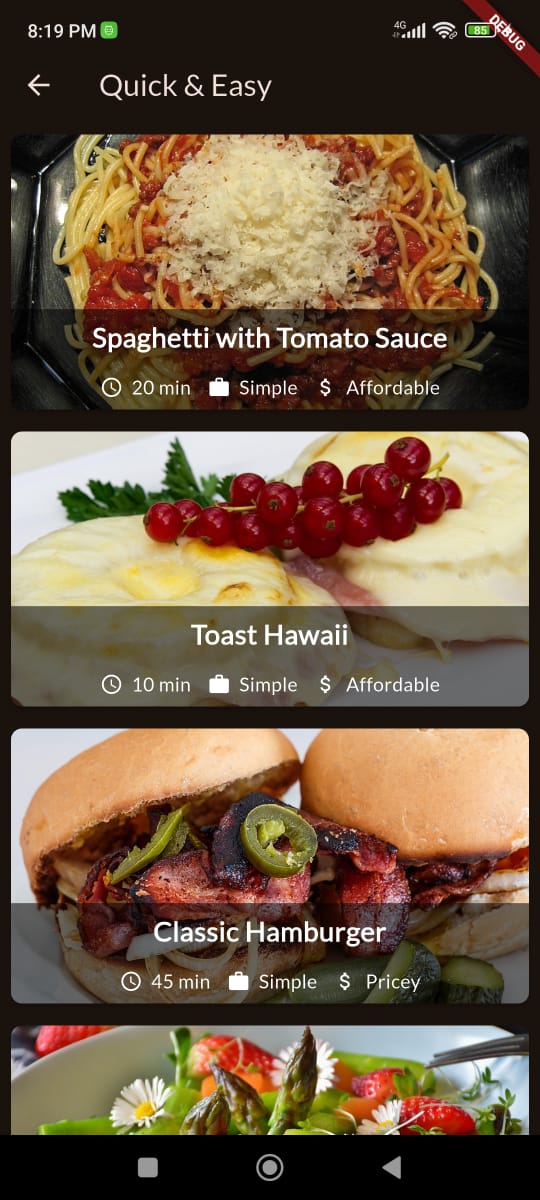 8:19 PM
4G
85
DEBUG
Quick & Easy
Spaghetti with Tomato Sauce
20 min Simple $ Affordable
Toast Hawaii
10 min Simple $ Affordable
Classic Hamburger
45 min Simple $ Pricey